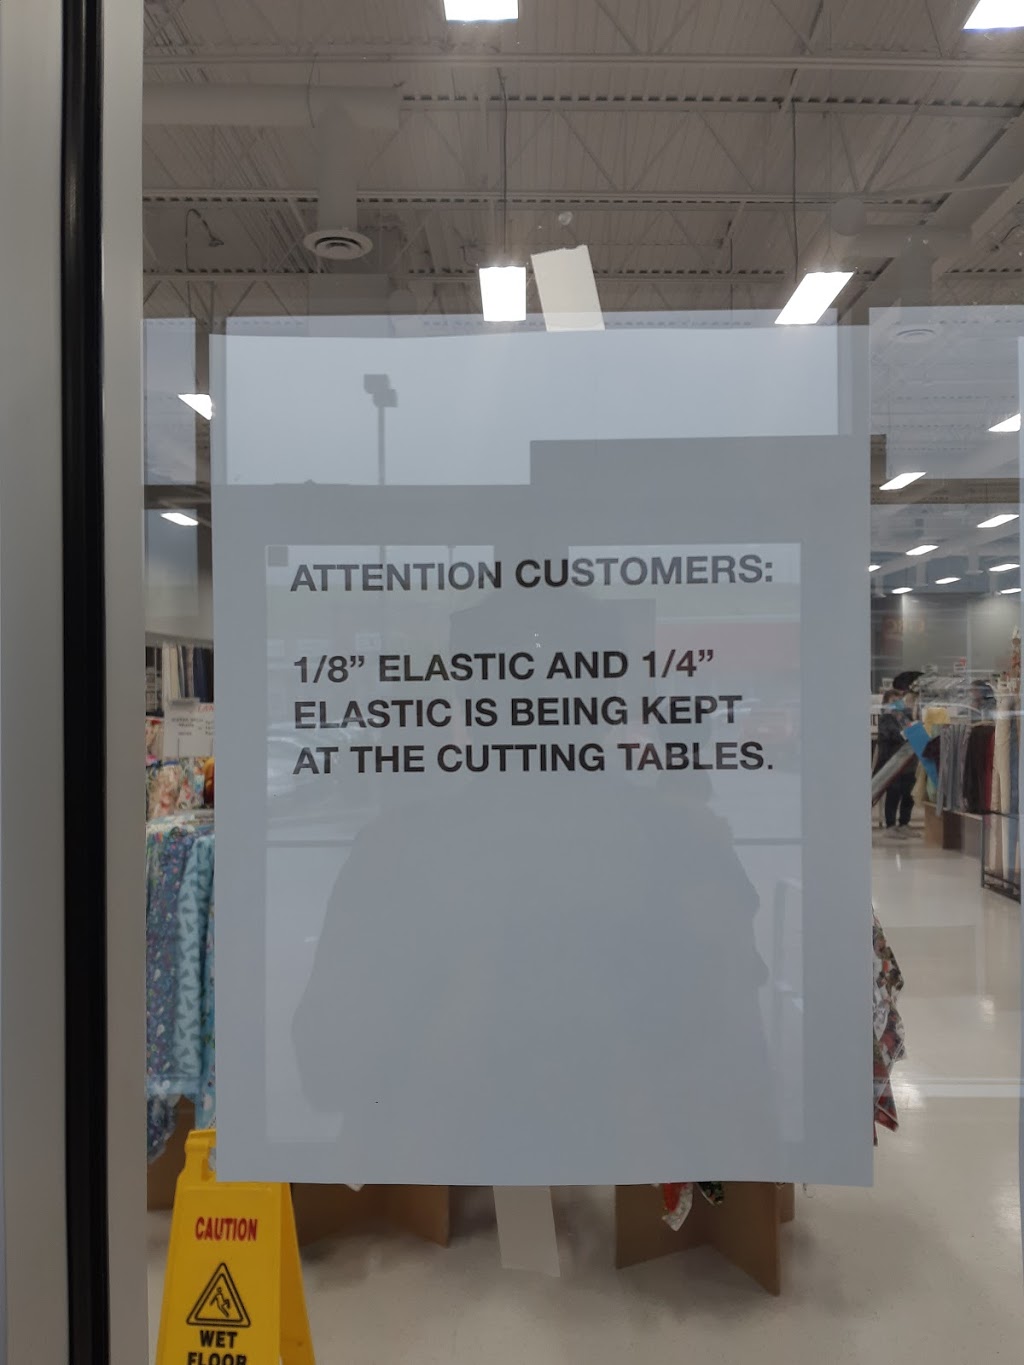 ATTENTION CUSTOMERS:
1/8” ELASTIC AND 1/4”
ELASTIC IS BEING KEPT
AT THE CUTTING TABLES.
CAUTION
WET
FLOOR